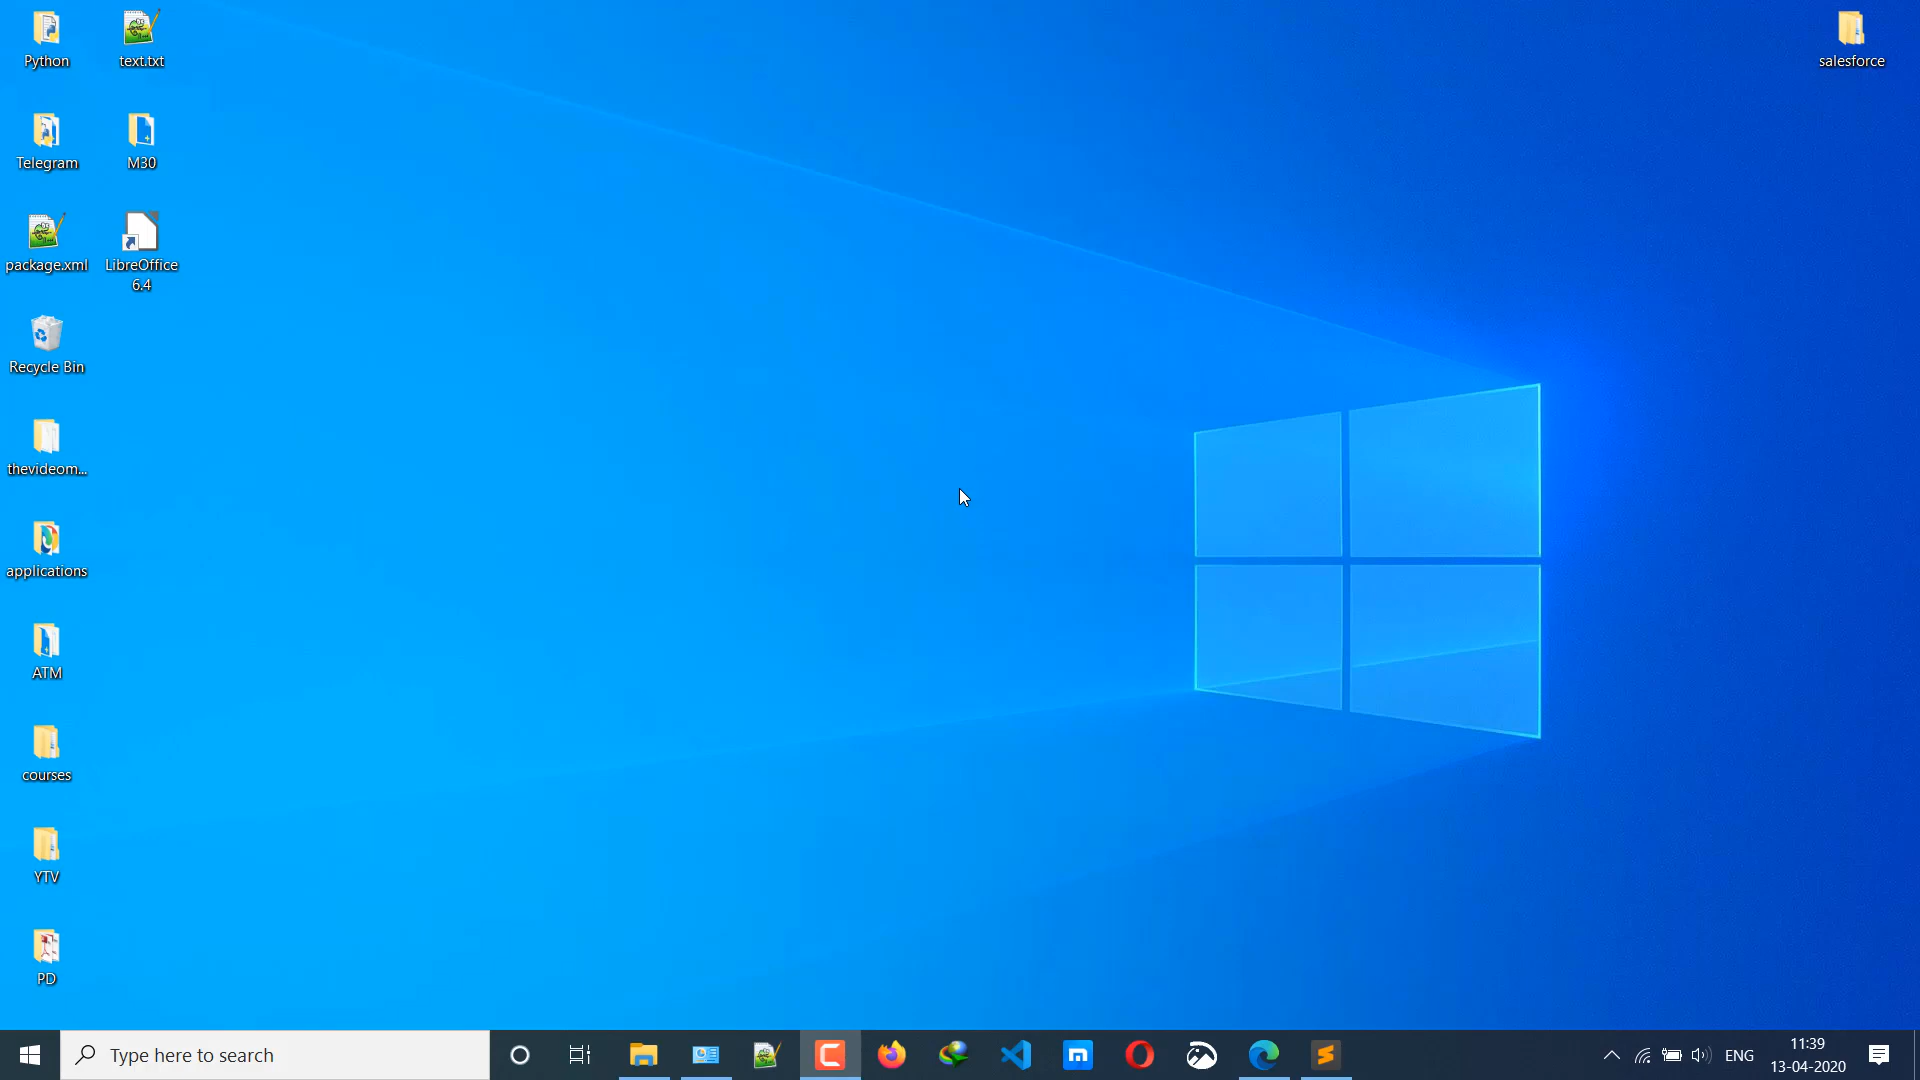 Python
text.txt
salesforce
Telegram
M30
package.xml
LibreOffice
6.4
Recycle Bin
thevideom...
applications
ATM
courses
YTV
PD
Type here to search
ENG
11:39
13-04-2020